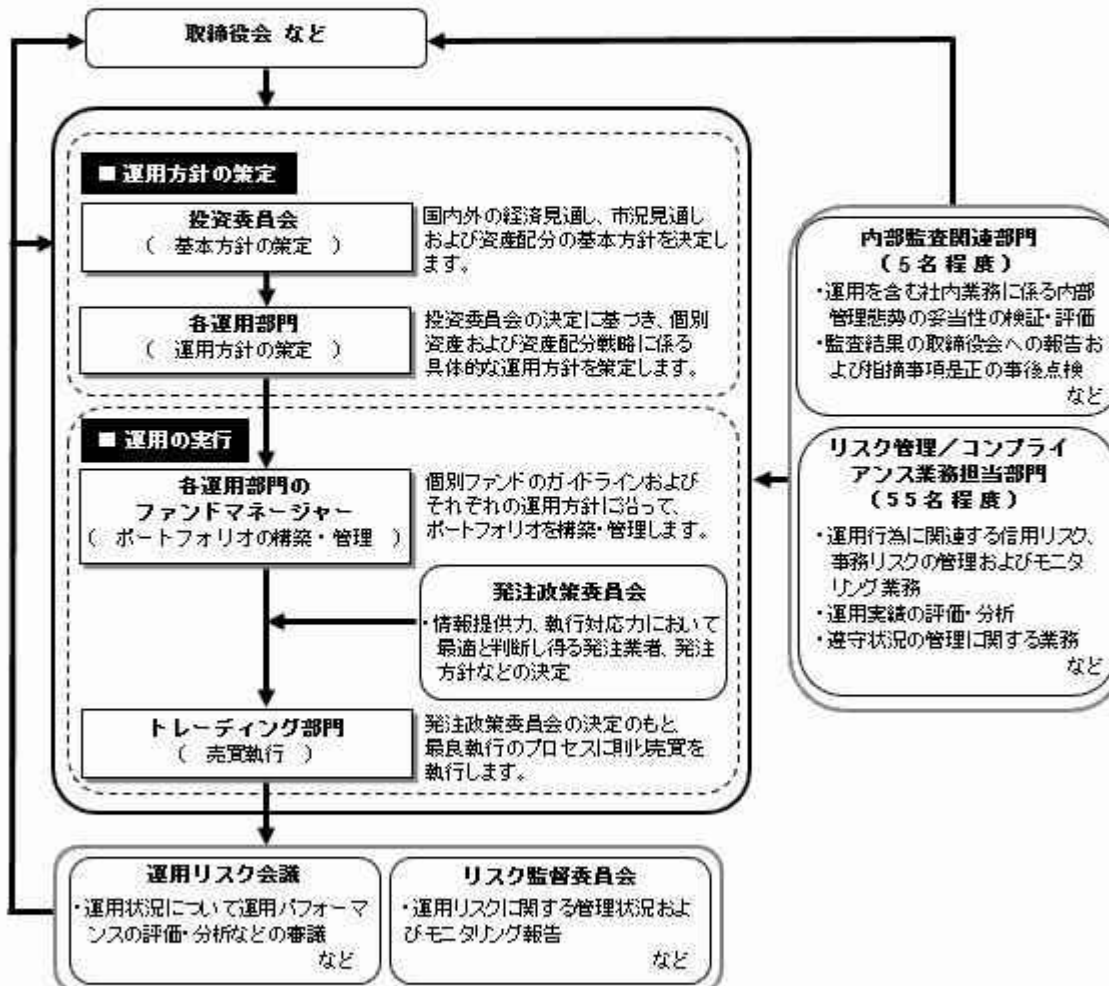 取締役会 など
■ 運用方針の策定
投資委員会
( 基本方針の策定 )
国内外の経済見通し、市況見通し
および資産配分の基本方針を決定し
ます。
各運用部門
( 運用方針の策定 )
投資委員会の決定に基づき、個別
資産および資産配分戦略に係る
具体的な運用方針を策定します。
■ 運用の実行
各運用部門の
ファンドマネージャー
( ポートフォリオの構築・管理 )
個別ファンドのガイドラインおよび
それぞれの運用方針に沿って、
ポートフォリオを構築・管理します。
発注政策委員会
・情報提供力、執行対応力において
最適と判断し得る発注業者、発注
方針などの決定
トレーディング部門
( 売買執行 )
発注政策委員会の決定のもと、
最良執行のプロセスに則り売買を
執行します。
内部監査関連部門
(5名程度)
・運用を含む社内業務に係る内部
管理態勢の妥当性の検証・評価
・監査結果の取締役会への報告お
よび指摘事項是正の事後点検
など
リスク管理/コンプライ
アンス業務担当部門
(55名程度)
・運用行為に関連する信用リスク、
事務リスクの管理およびモニタ
リング業務
・運用実績の評価・分析
・遵守状況の管理に関する業務
など
運用リスク会議
・運用状況について運用パフォーマ
ンスの評価・分析などの審議
など
リスク監督委員会
・運用リスクに関する管理状況およ
びモニタリング報告
など